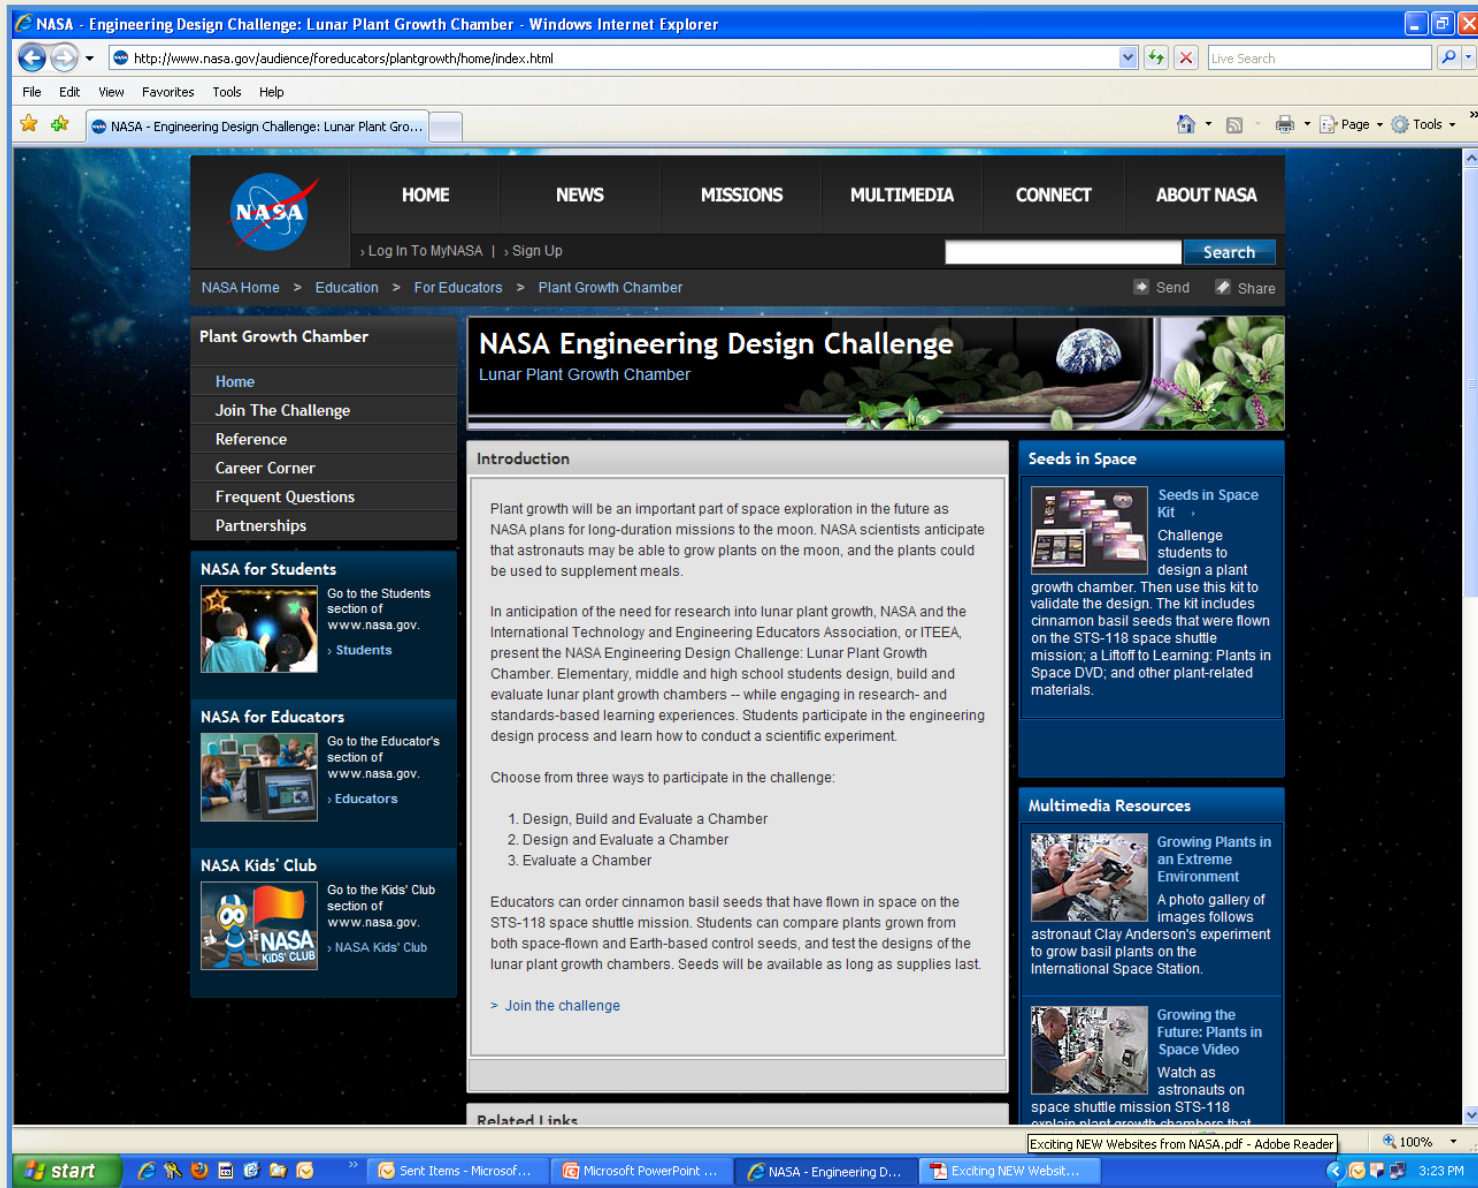 NASA - Engineering Design Challenge: Lunar Plant Growth Chamber - Windows Internet Explorer
http://www.nasa.gov/audience/foreducators/plantgrowth/home/index.html
Live Search
File Edit View Favorites Tools Help
NASA - Engineering Design Challenge: Lunar Plant Gro...
Page Tools »
NASA
HOME NEWS MISSIONS MULTIMEDIA CONNECT ABOUT NASA
› Log In To MyNASA | › Sign Up
Search
NASA Home > Education > For Educators > Plant Growth Chamber
Send Share
Plant Growth Chamber
Home
Join The Challenge
Reference
Career Corner
Frequent Questions
Partnerships
NASA for Students
Go to the Students
section of
www.nasa.gov.
› Students
NASA for Educators
Go to the Educator's
section of
www.nasa.gov.
› Educators
NASA Kids' Club
NASA
KIDS' CLUB
Go to the Kids' Club
section of
www.nasa.gov.
› NASA Kids' Club
NASA Engineering Design Challenge
Lunar Plant Growth Chamber
Introduction
Plant growth will be an important part of space exploration in the future as
NASA plans for long-duration missions to the moon. NASA scientists anticipate
that astronauts may be able to grow plants on the moon, and the plants could
be used to supplement meals.
In anticipation of the need for research into lunar plant growth, NASA and the
International Technology and Engineering Educators Association, or ITEEA,
present the NASA Engineering Design Challenge: Lunar Plant Growth
Chamber. Elementary, middle and high school students design, build and
evaluate lunar plant growth chambers -- while engaging in research- and
standards-based learning experiences. Students participate in the engineering
design process and learn how to conduct a scientific experiment.
Choose from three ways to participate in the challenge:
1. Design, Build and Evaluate a Chamber
2. Design and Evaluate a Chamber
3. Evaluate a Chamber
Educators can order cinnamon basil seeds that have flown in space on the
STS-118 space shuttle mission. Students can compare plants grown from
both space-flown and Earth-based control seeds, and test the designs of the
lunar plant growth chambers. Seeds will be available as long as supplies last.
> Join the challenge
Related Links
Seeds in Space
Seeds in Space
Kit ›
Challenge
students to
design a plant
growth chamber. Then use this kit to
validate the design. The kit includes
cinnamon basil seeds that were flown
on the STS-118 space shuttle
mission; a Liftoff to Learning: Plants in
Space DVD; and other plant-related
materials.
Multimedia Resources
Growing Plants in
an Extreme
Environment
A photo gallery of
images follows
astronaut Clay Anderson's experiment
to grow basil plants on the
International Space Station.
Growing the
Future: Plants in
Space Video
Watch as
astronauts on
space shuttle mission STS-118
explain plant growth chambers that
Exciting NEW Websites from NASA.pdf - Adobe Reader
100%
start
»
Sent Items - Microsof...
Microsoft PowerPoint ...
NASA - Engineering D...
Exciting NEW Websit...
3:23 PM